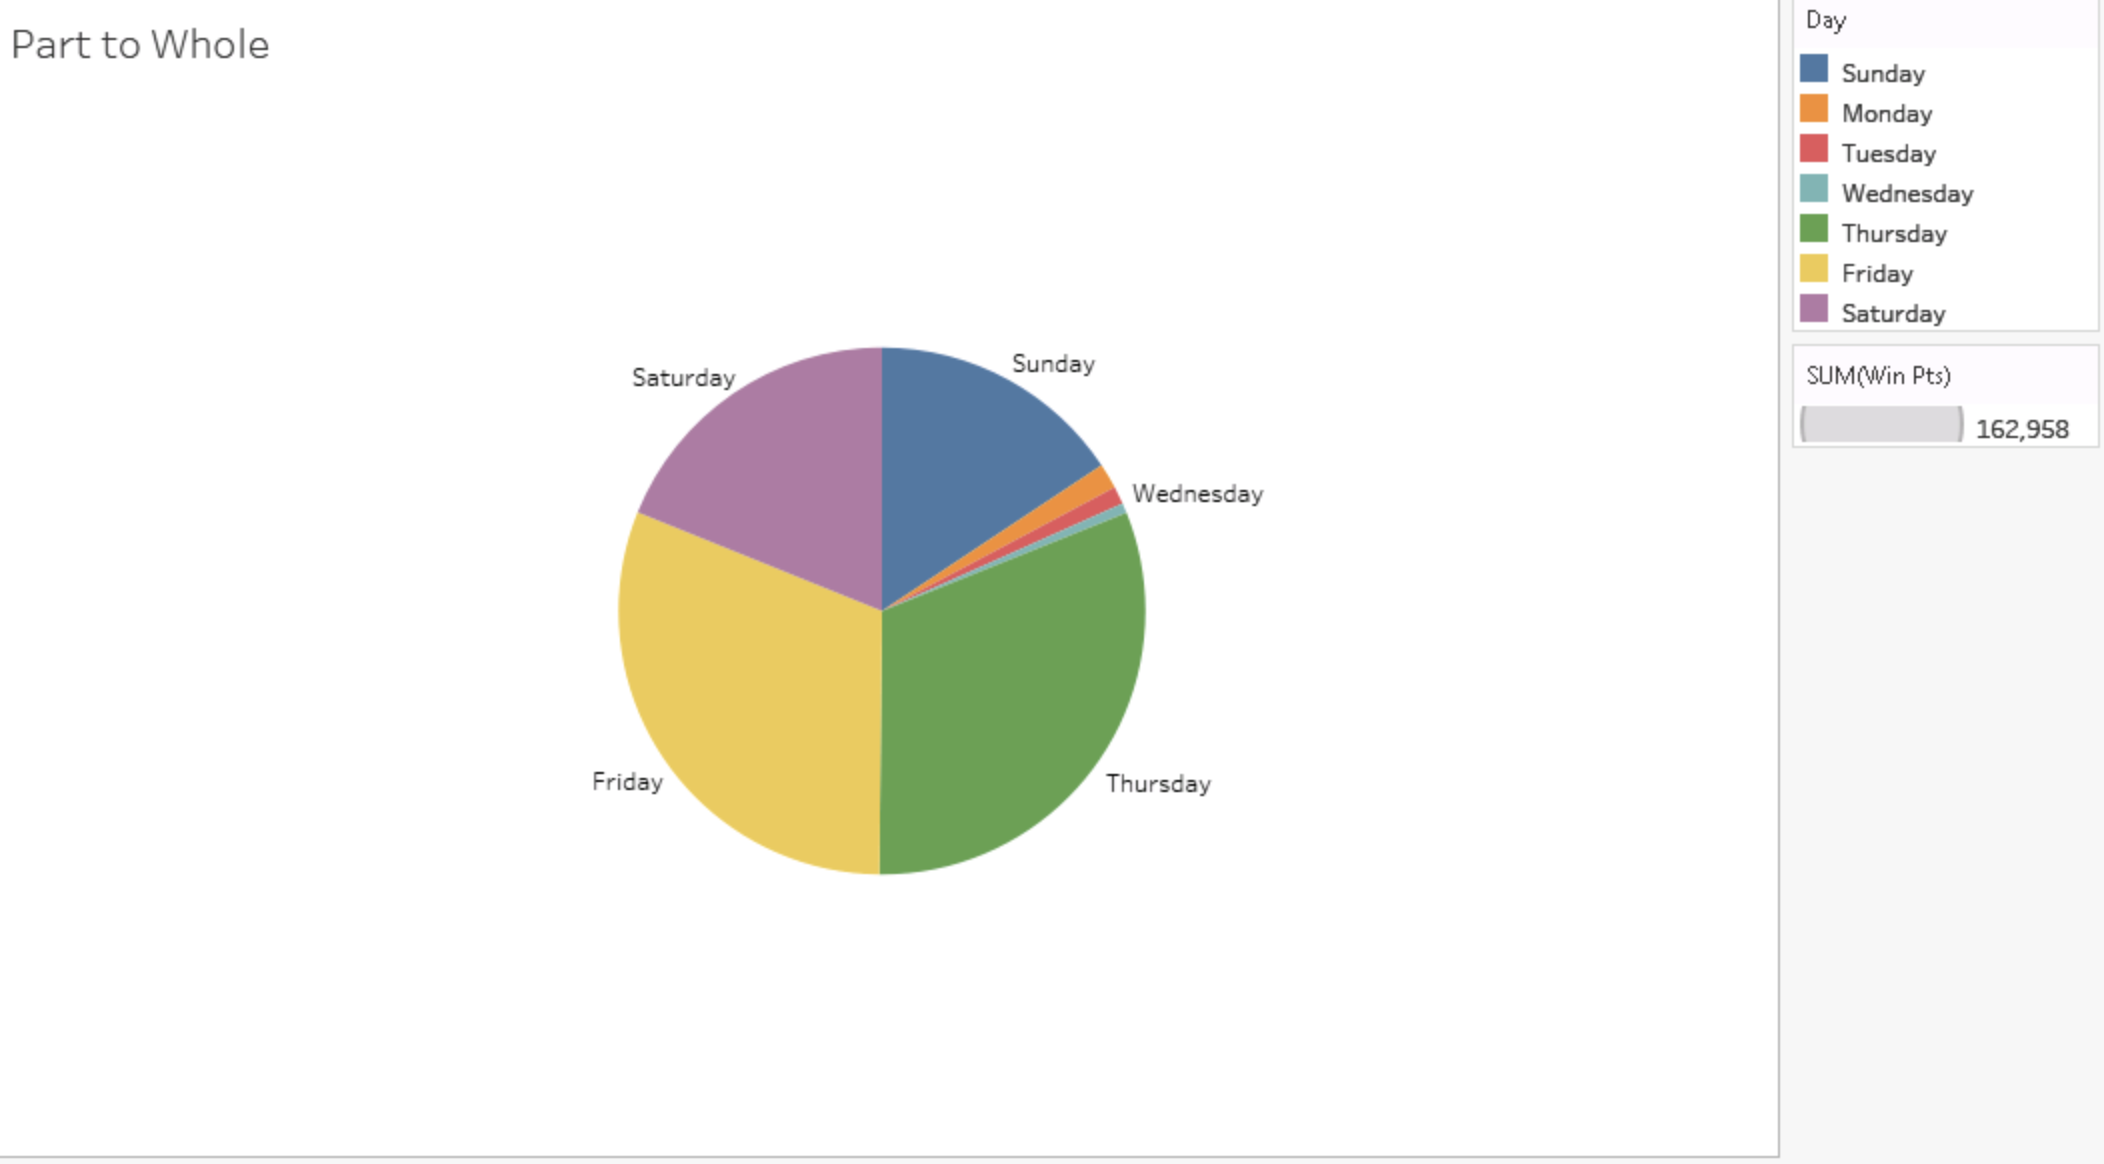 Part to Whole
Saturday
Sunday
Wednesday
Friday
Thursday
Day
Sunday
Monday
Tuesday
Wednesday
Thursday
Friday
Saturday
SUM(Win Pts)
162,958